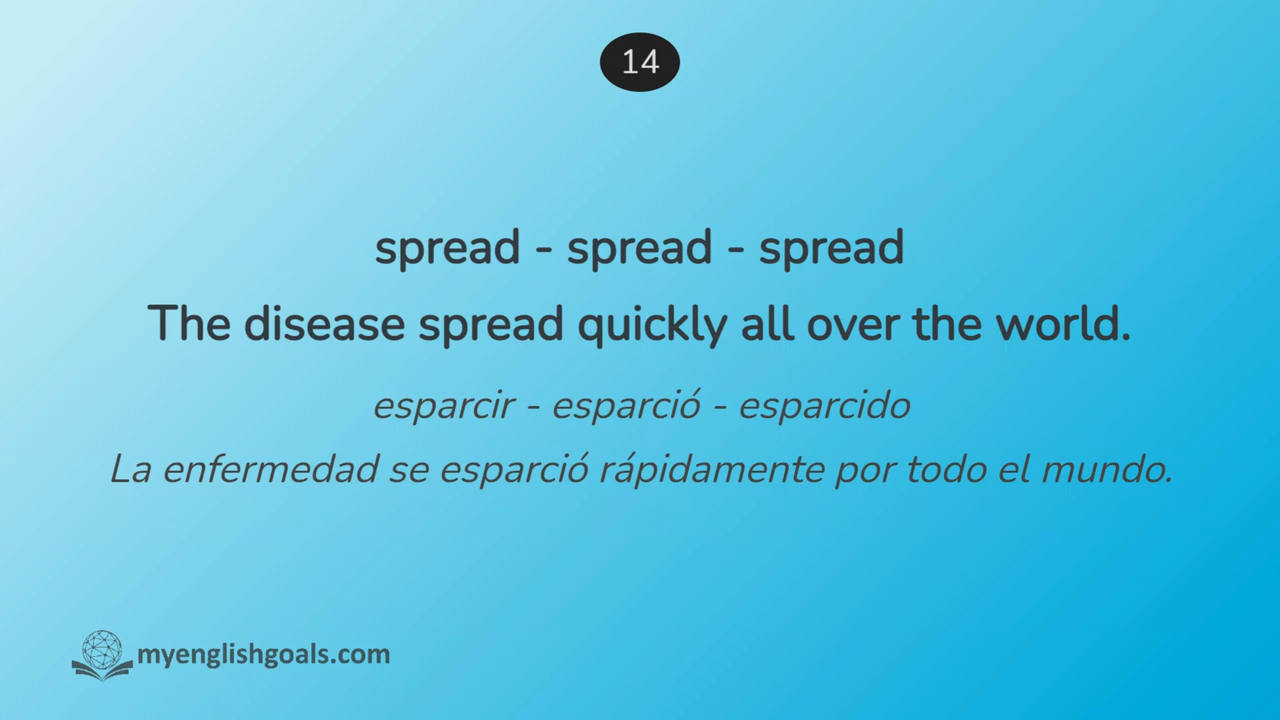 14
spread - spread - spread
The disease spread quickly all over the world.
esparcir - esparció - esparcido
La enfermedad se esparció rápidamente por todo el mundo.
myenglishgoals.com